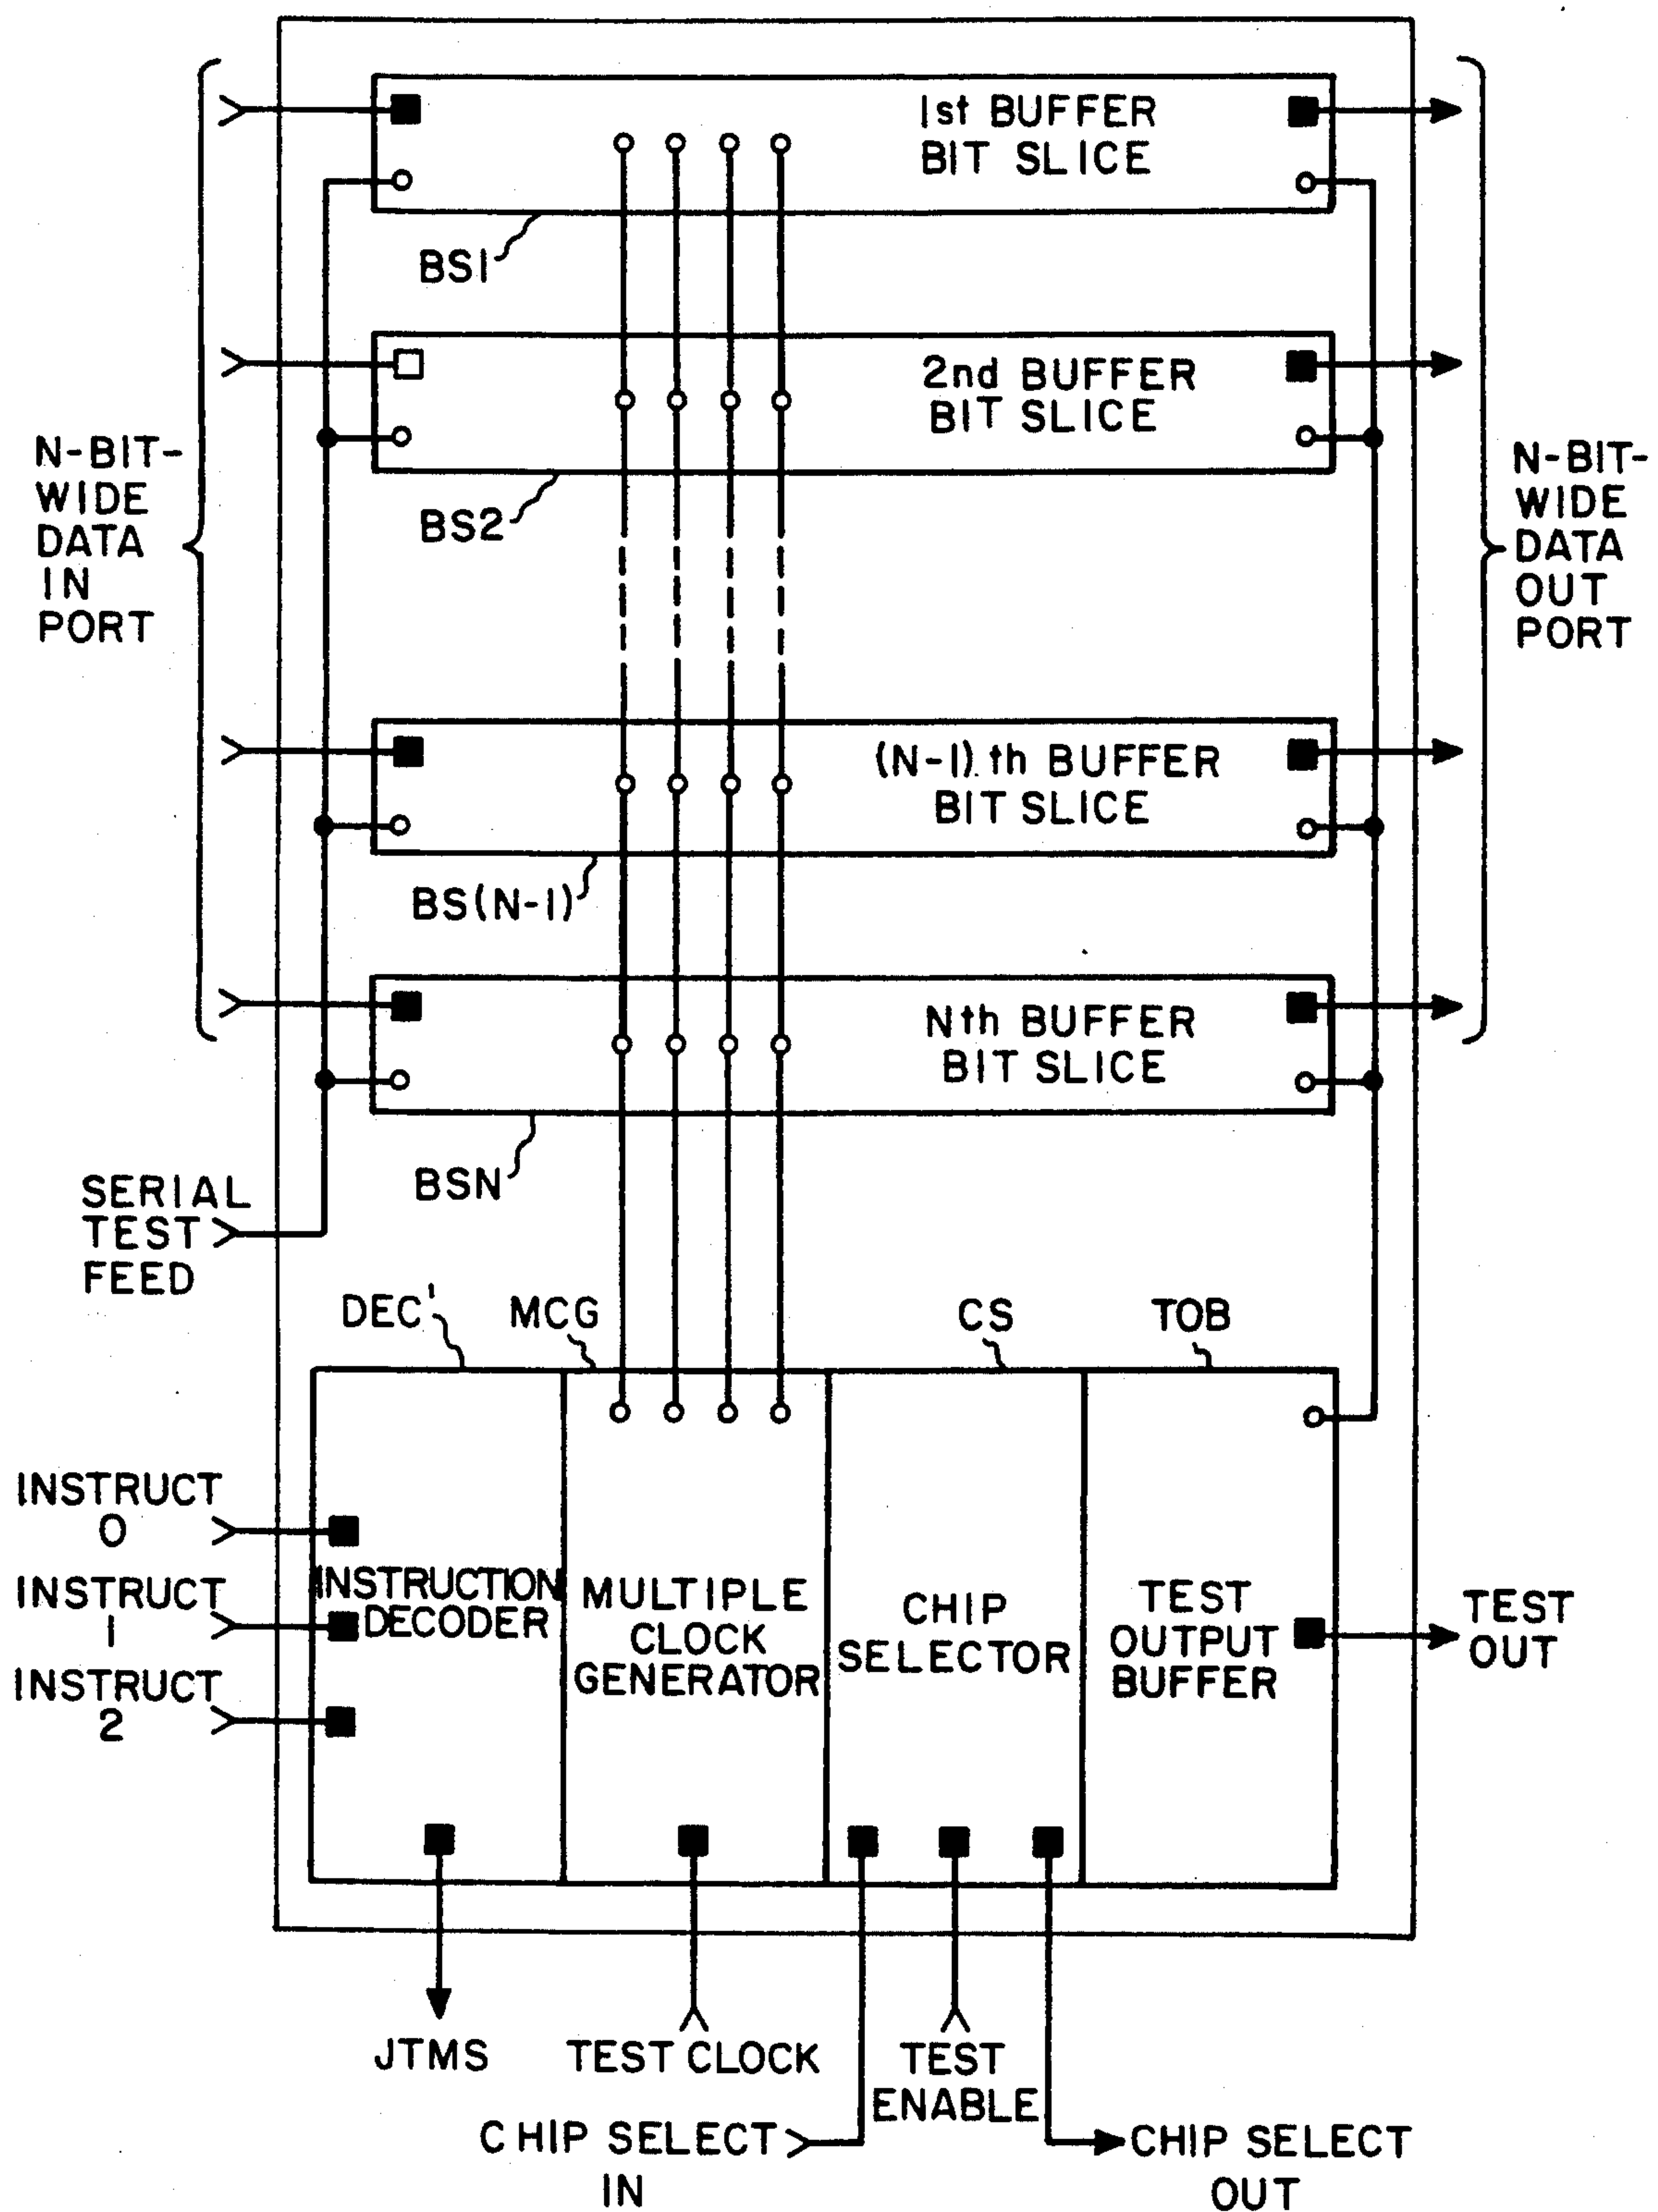 1st BUFFER
BIT SLICE
BS1
2nd BUFFER
BIT SLICE
BS2
N-BIT-
WIDE
DATA
IN
PORT
N-BIT-
WIDE
DATA
OUT
PORT
(N-1).th BUFFER
BIT SLICE
BS(N-1)
Nth BUFFER
BIT SLICE
BSN
SERIAL
TEST
FEED
DEC'
MCG
CS
TOB
INSTRUCT
0
INSTRUCT
1
INSTRUCT
2
INSTRUCTION
DECODER
MULTIPLE
CLOCK
GENERATOR
CHIP
SELECTOR
TEST
OUTPUT
BUFFER
TEST
OUT
JTMS
TEST CLOCK
TEST
ENABLE
CHIP SELECT
IN
CHIP SELECT
OUT